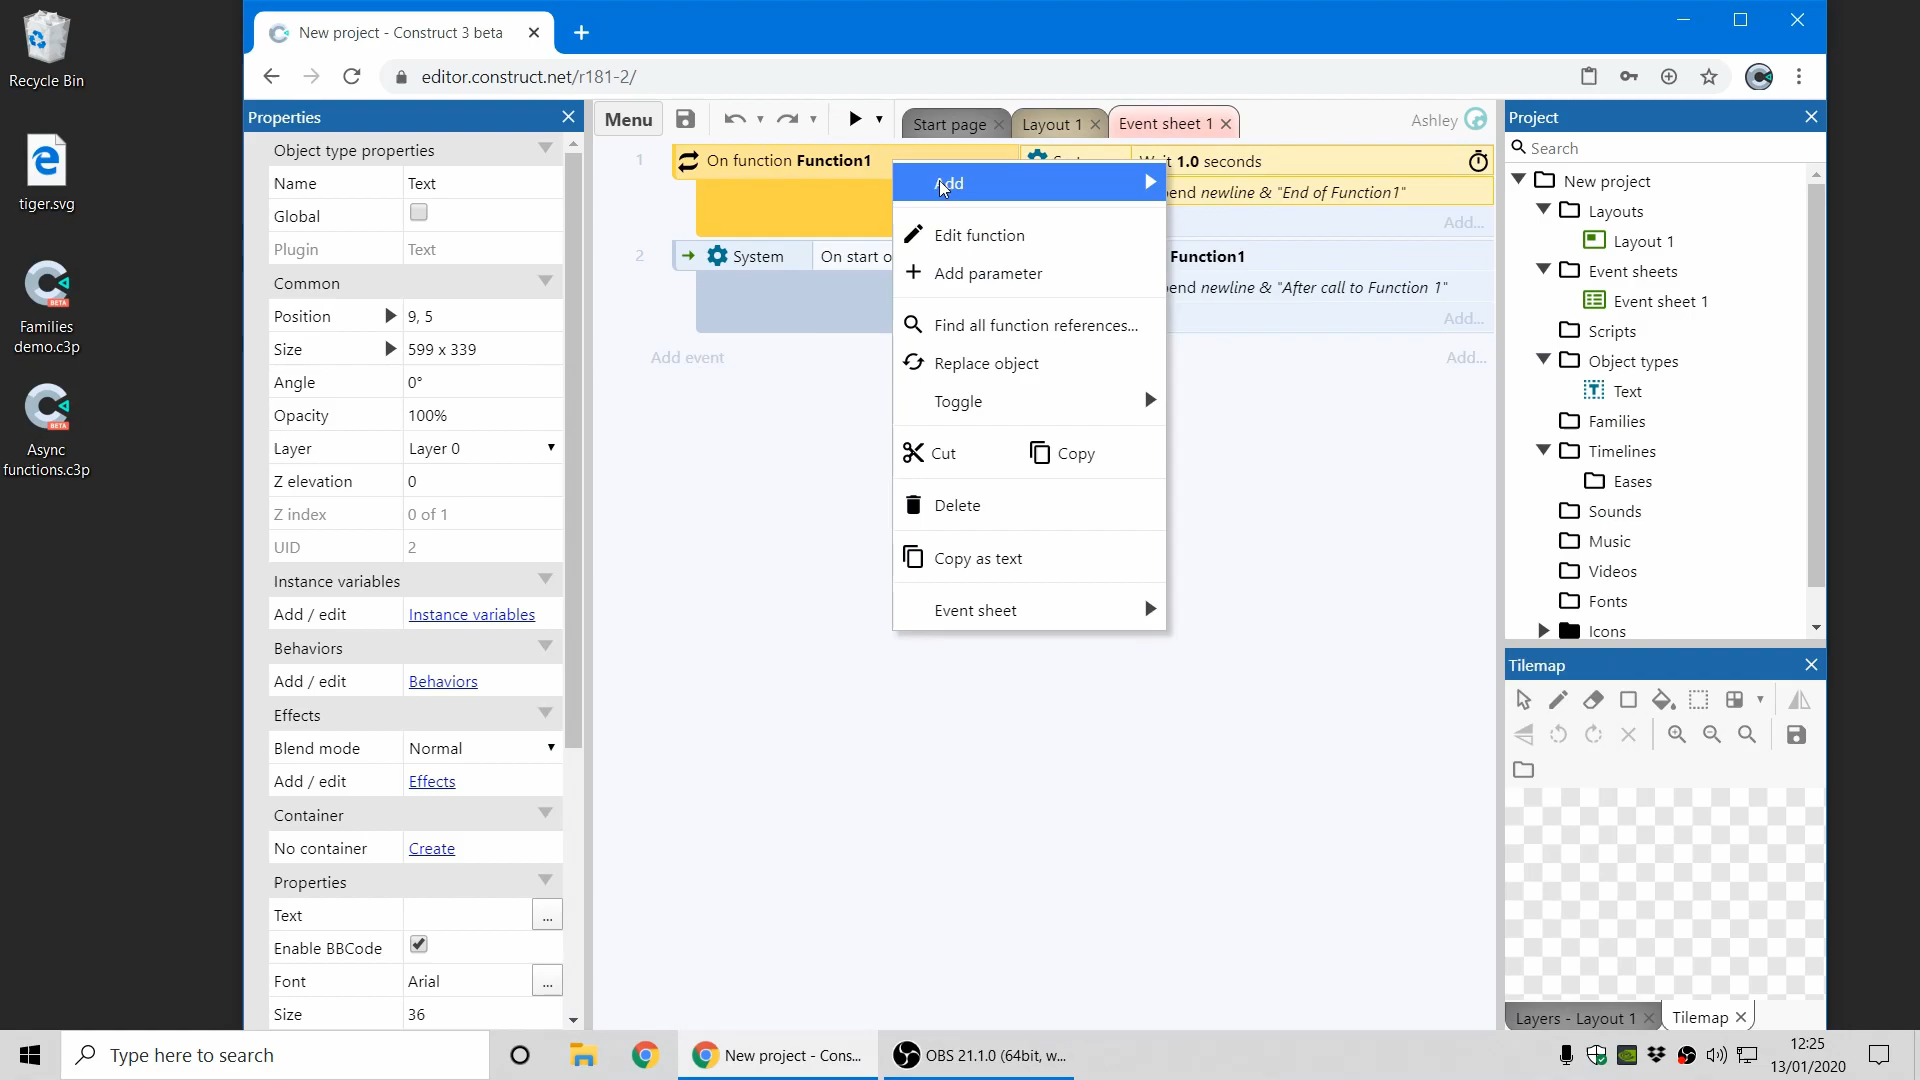 Recycle Bin
tiger.svg
Families
demo.c3p
Async
functions.c3p
New project - Construct 3 beta
editor.construct.net/r181-2/
Properties
Object type properties
Name Text
Global
Plugin Text
Common
Position 9, 5
Size 599 x 339
Angle 0°
Opacity 100%
Layer Layer 0
Z elevation 0
Z index 0 of 1
UID 2
Instance variables
Add / edit Instance variables
Behaviors
Add / edit Behaviors
Effects
Blend mode Normal
Add / edit Effects
Container
No container Create
Properties
Text ...
Enable BBCode
Font Arial ...
Size 36
Menu
Start page
Layout 1
Event sheet 1
Ashley
1 On function Function1
1.0 seconds
end newline & "End of Function1"
Add...
2 System On start o
Function1
end newline & "After call to Function 1"
Add...
Add event Add...
Add
Edit function
Add parameter
Find all function references...
Replace object
Toggle
Cut Copy
Delete
Copy as text
Event sheet
Project
Search
New project
Layouts
Layout 1
Event sheets
Event sheet 1
Scripts
Object types
Text
Families
Timelines
Eases
Sounds
Music
Videos
Fonts
Icons
Tilemap
Layers - Layout 1 Tilemap
Type here to search
New project - Cons...
OBS 21.1.0 (64bit, w...
12:25
13/01/2020